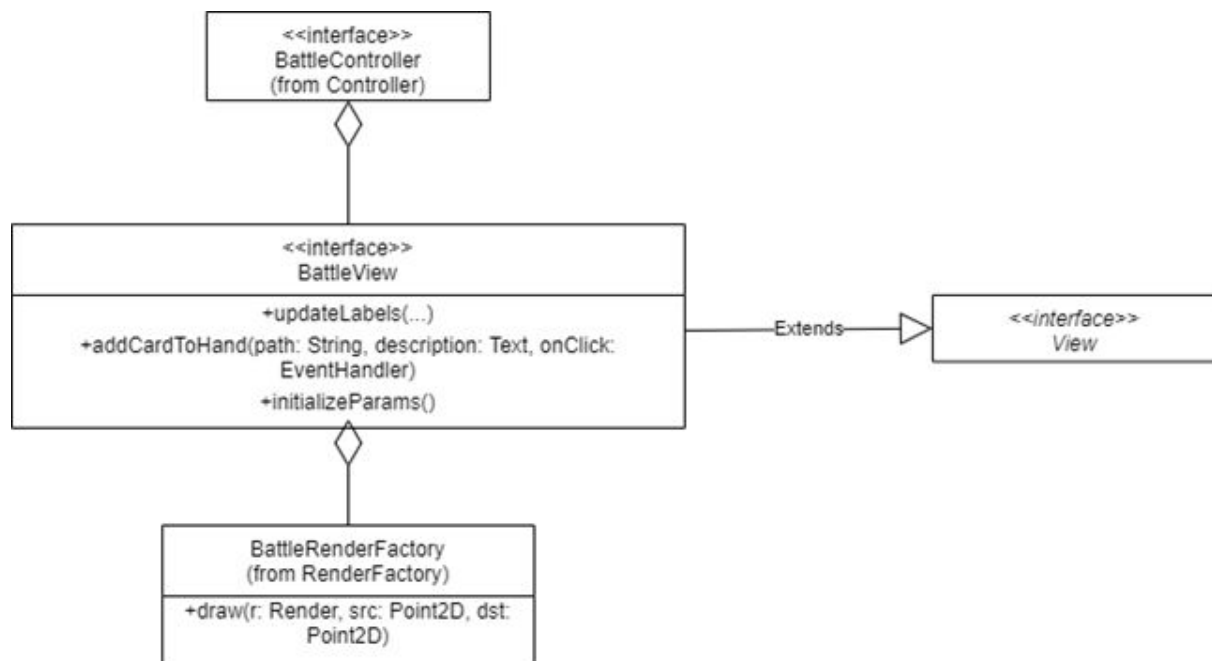 <<interface>>
BattleController
(from Controller)
<<interface>>
BattleView
+updateLabels(...)
+addCardToHand(path: String, description: Text, onClick:
EventHandler)
+initializeParams()
Extends
<<interface>>
View
BattleRenderFactory
(from RenderFactory)
+draw(r: Render, src: Point2D, dst:
Point2D)